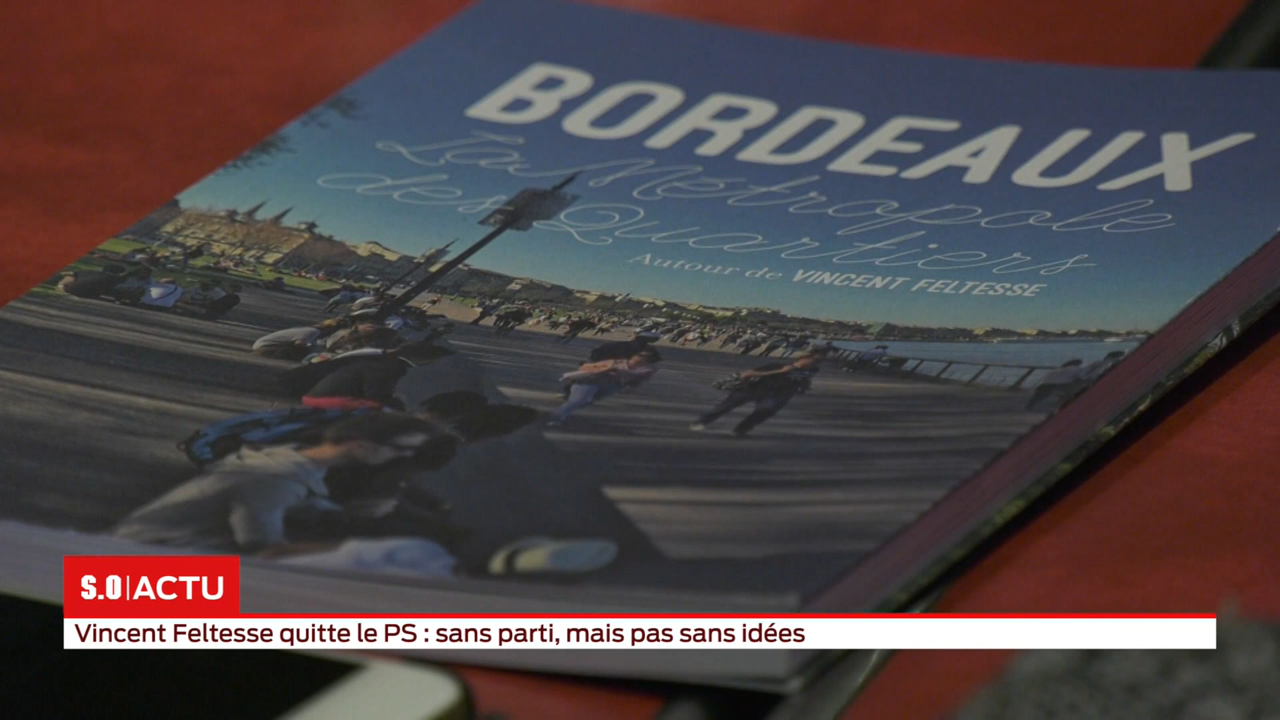 BORDEAUX
La Métropole
des Quartiers
Autour de VINCENT FELTESSE
S.O|ACTU
Vincent Feltesse quitte le PS : sans parti, mais pas sans idées